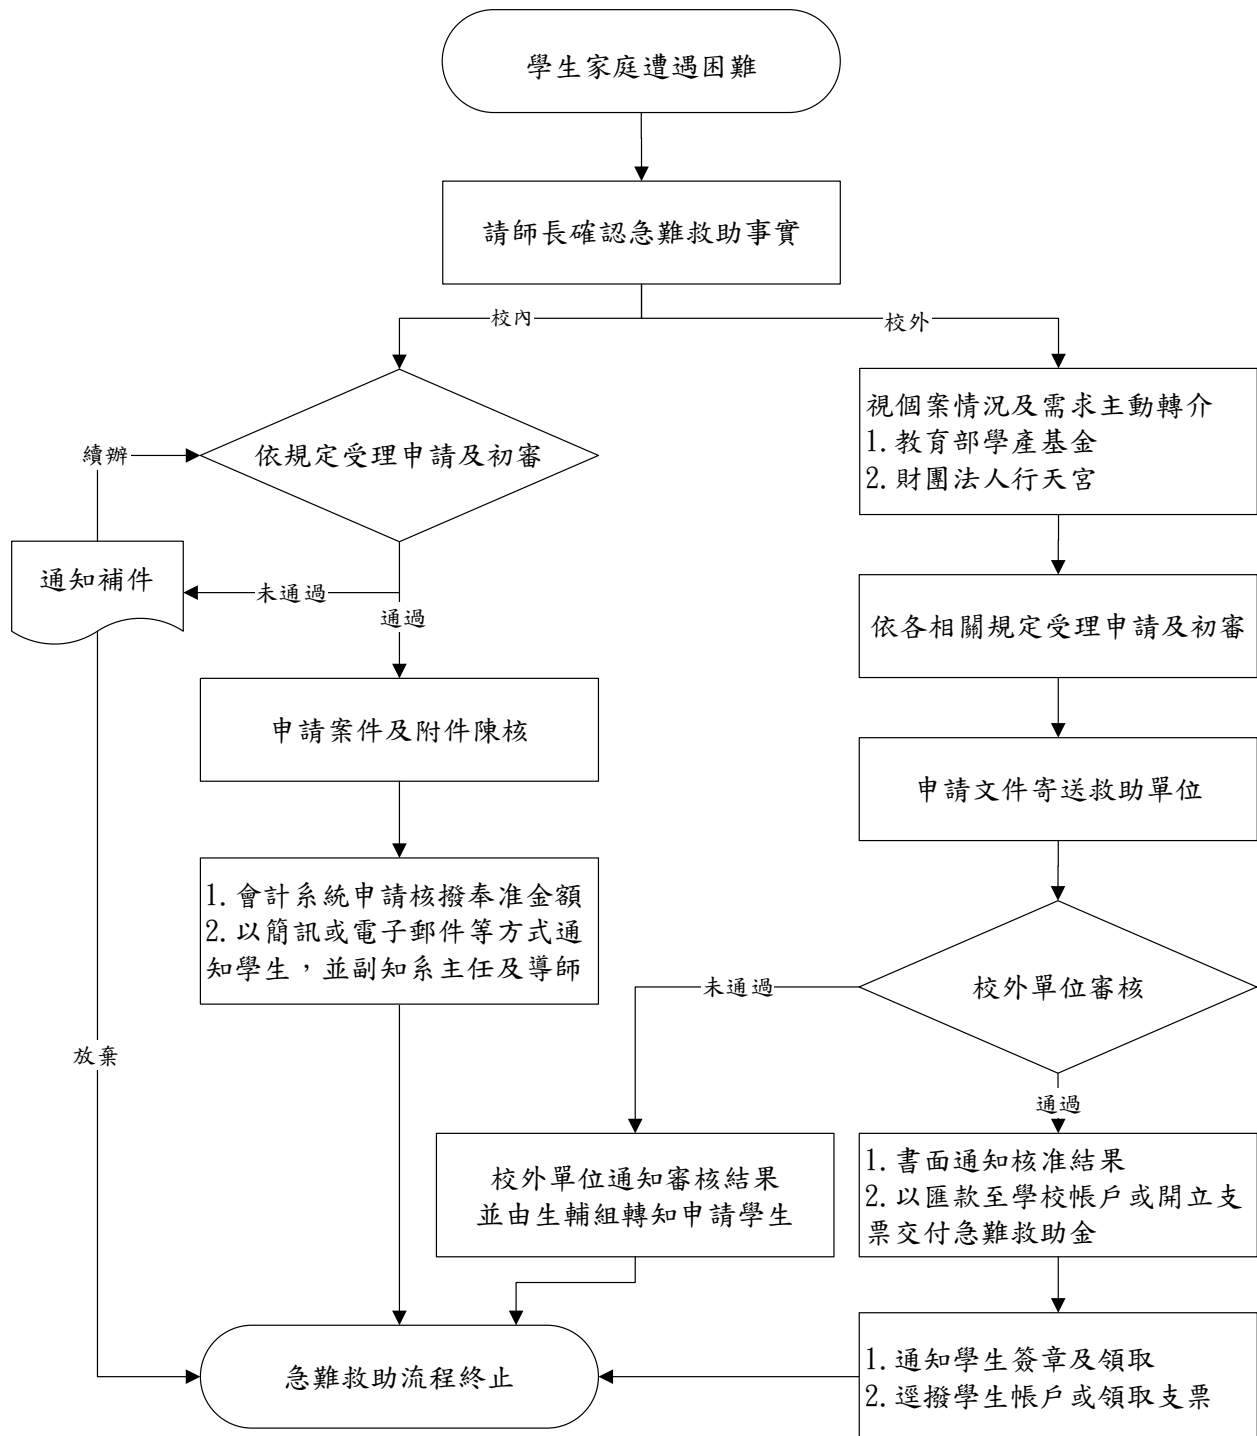 學生家庭遭遇困難
請師長確認急難救助事實
校內
校外
依規定受理申請及初審
續辦
通知補件
未通過
通過
申請案件及附件陳核
1.會計系統申請核撥奉准金額
2.以簡訊或電子郵件等方式通
知學生，並副知系主任及導師
放棄
視個案情況及需求主動轉介
1.教育部學產基金
2.財團法人行天宮
依各相關規定受理申請及初審
申請文件寄送救助單位
校外單位審核
未通過
通過
校外單位通知審核結果
並由生輔組轉知申請學生
1.書面通知核准結果
2.以匯款至學校帳戶或開立支
票交付急難救助金
1.通知學生簽章及領取
2.逕撥學生帳戶或領取支票
急難救助流程終止